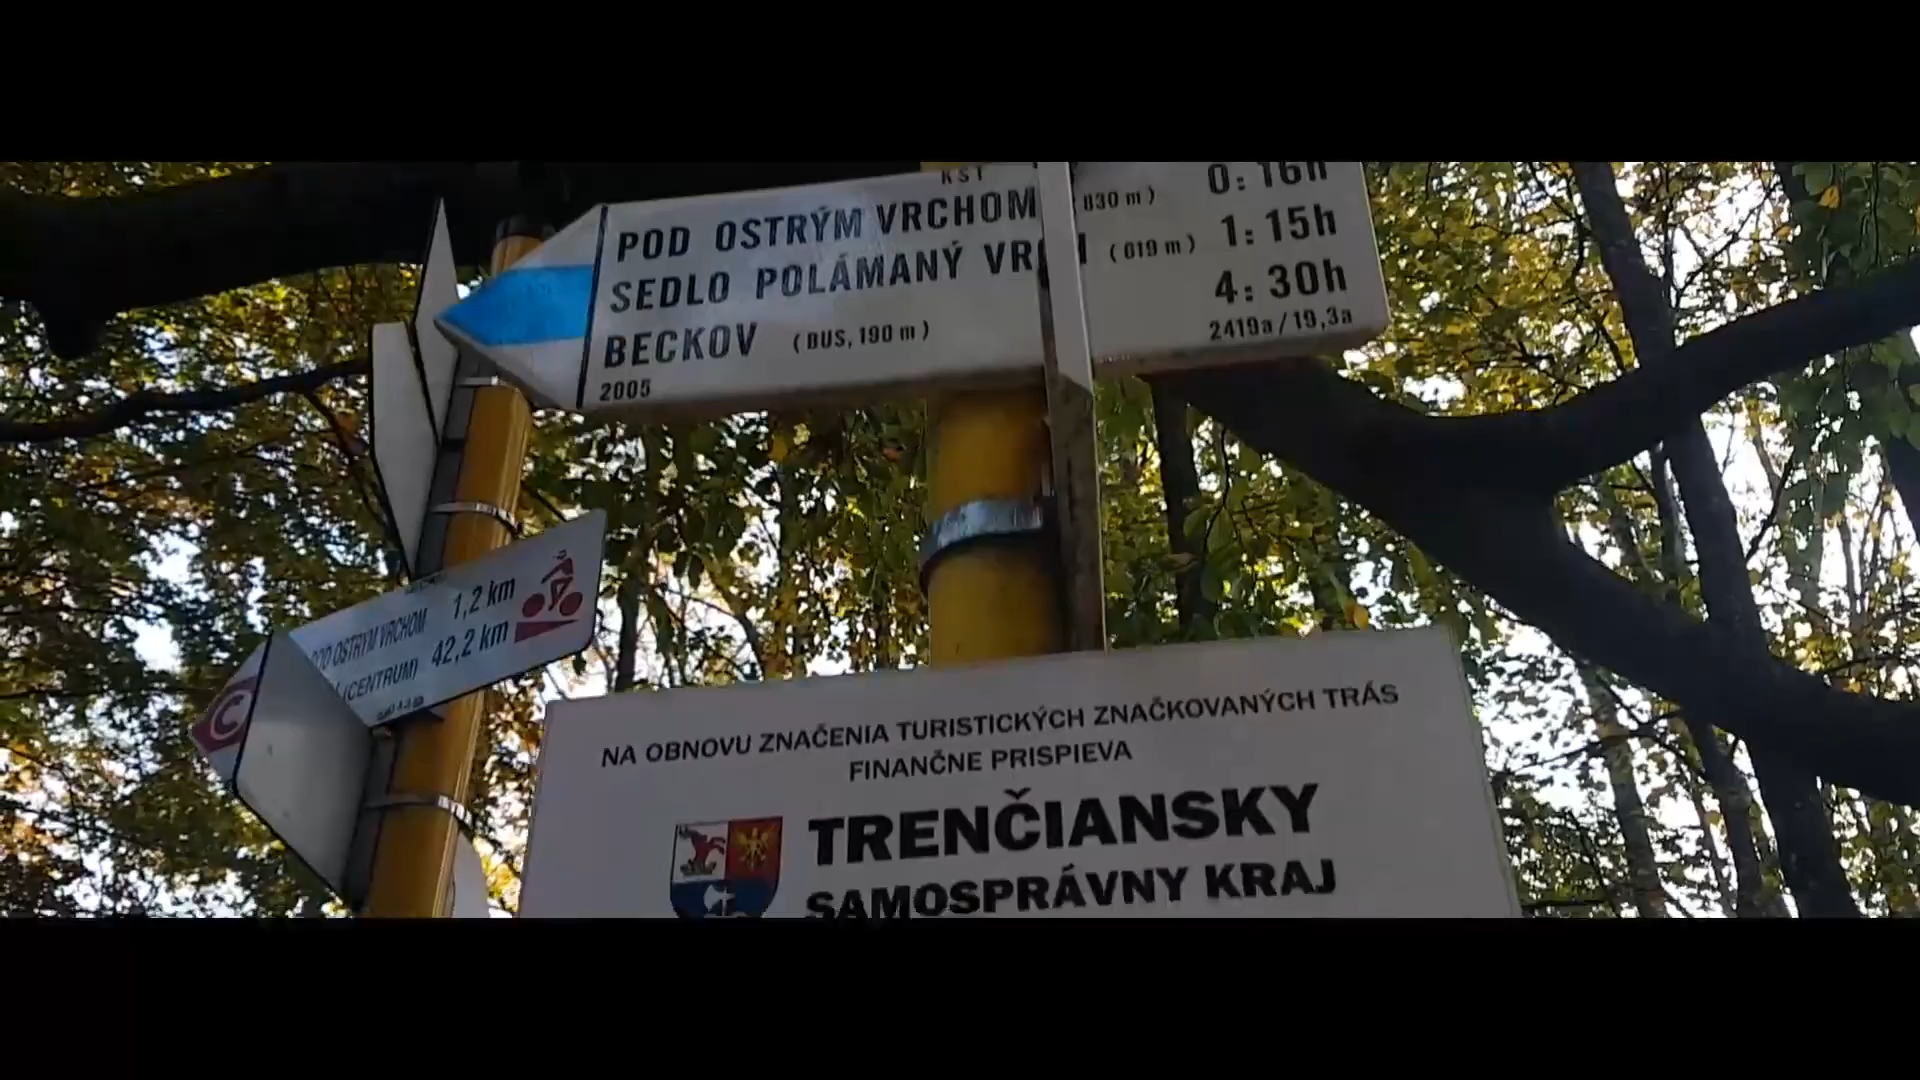 KST
POD OSTRÝM VRCHOM 830 m) 0:16h
SEDLO POLÁMANÝ (619 m) 1:15h
BECKOV (BUS, 190 m) 4:30h
2005 2419a/19,3a
POD OSTRÝM VRCHOM 1,2 km
(CENTRUM) 42,2 km
C
NA OBNOVU ZNAČENIA TURISTICKÝCH ZNAČKOVANÝCH TRÁS
FINANČNE PRISPIEVA
TRENČIANSKY
SAMOSPRÁVNY KRAJ